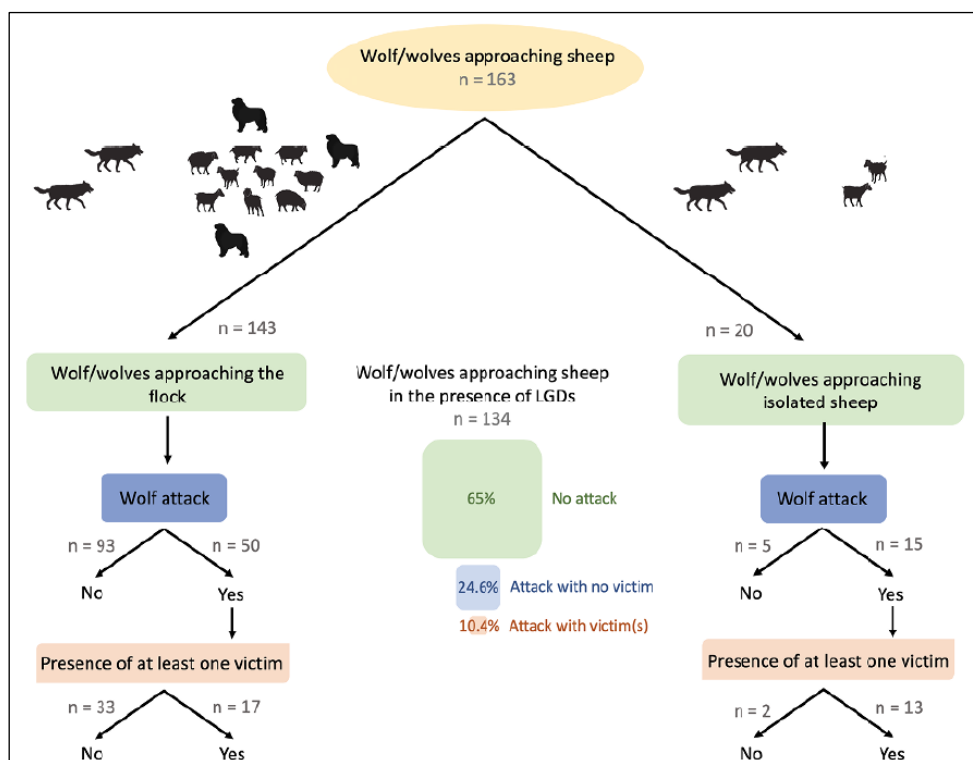 Wolf/wolves approaching sheep
n = 163
n = 143
n = 20
Wolf/wolves approaching the
flock
Wolf/wolves approaching sheep
in the presence of LGDs
n = 134
Wolf/wolves approaching
isolated sheep
65%
No attack
Wolf attack
Wolf attack
n = 93
n = 50
n = 5
n = 15
24.6%
Attack with no victim
No
Yes
No
Yes
10.4%
Attack with victim(s)
Presence of at least one victim
Presence of at least one victim
n = 33
n = 17
n = 2
n = 13
No
Yes
No
Yes